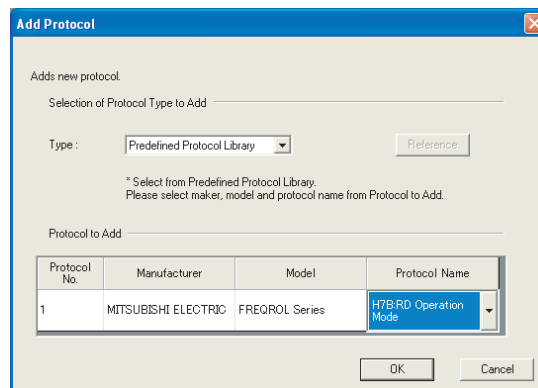 Add Protocol
Adds new protocol.
Selection of Protocol Type to Add
Type :
Predefined Protocol Library
Reference
* Select from Predefined Protocol Library.
Please select maker, model and protocol name from Protocol to Add.
Protocol to Add
Protocol
No.
Manufacturer
Model
Protocol Name
1
MITSUBISHI ELECTRIC
FREQROL Series
H7B:RD Operation
Mode
OK
Cancel